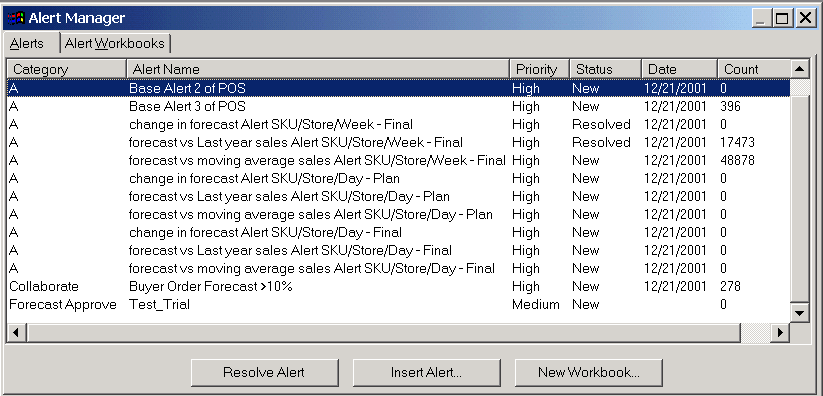 Alert Manager
Alerts Alert Workbooks
Category Alert Name Priority Status Date Count
A Base Alert 2 of POS High New 12/21/2001 0
A Base Alert 3 of POS High New 12/21/2001 396
A change in forecast Alert SKU/Store/Week - Final High Resolved 12/21/2001 0
A forecast vs Last year sales Alert SKU/Store/Week - Final High Resolved 12/21/2001 17473
A forecast vs moving average sales Alert SKU/Store/Week - Final High New 12/21/2001 48878
A change in forecast Alert SKU/Store/Day - Plan High New 12/21/2001 0
A forecast vs Last year sales Alert SKU/Store/Day - Plan High New 12/21/2001 0
A forecast vs moving average sales Alert SKU/Store/Day - Plan High New 12/21/2001 0
A change in forecast Alert SKU/Store/Day - Final High New 12/21/2001 0
A forecast vs Last year sales Alert SKU/Store/Day - Final High New 12/21/2001 0
A forecast vs moving average sales Alert SKU/Store/Day - Final High New 12/21/2001 0
Collaborate Buyer Order Forecast >10% High New 12/21/2001 278
Forecast Approve Test_Trial Medium New 0
Resolve Alert Insert Alert... New Workbook...